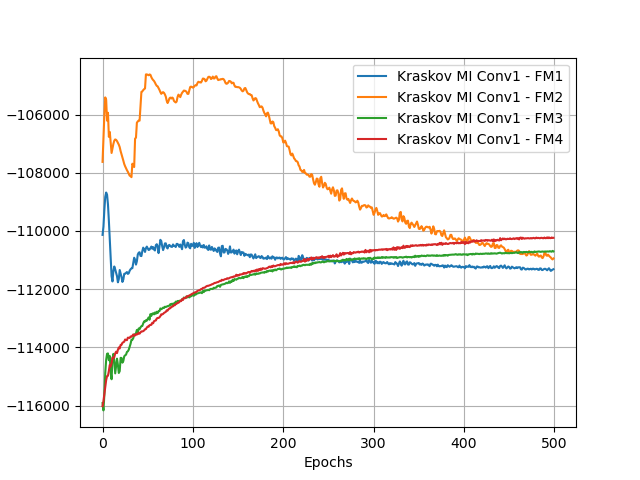 Kraskov MI Conv1 - FM1
Kraskov MI Conv1 - FM2
Kraskov MI Conv1 - FM3
Kraskov MI Conv1 - FM4
−106000
−108000
−110000
−112000
−114000
−116000
0 100 200 300 400 500
Epochs